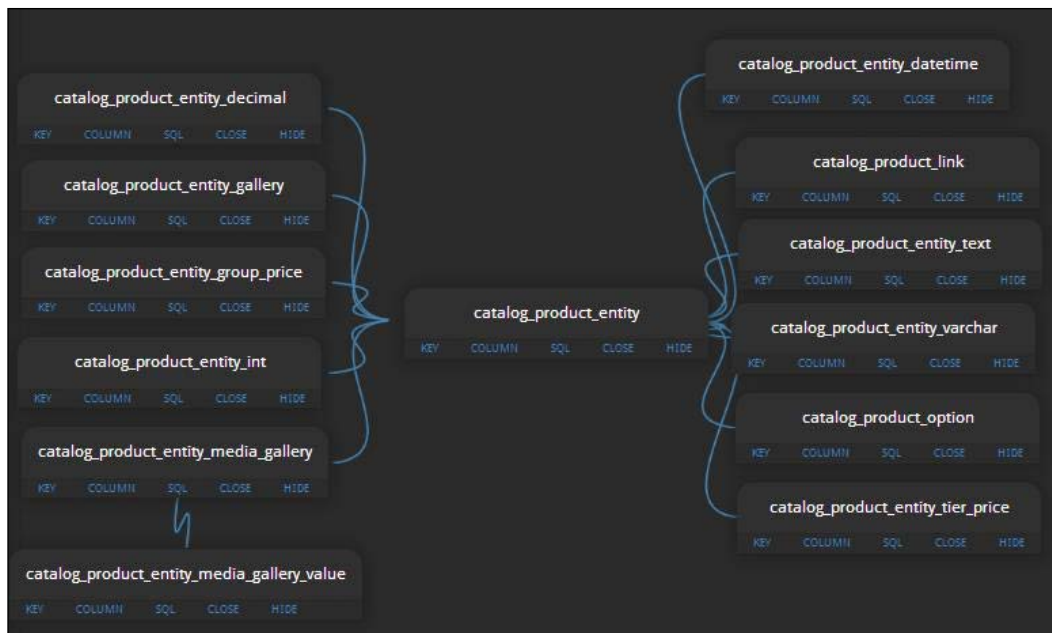 catalog_product_entity_decimal
KEY COLUMN SQL CLOSE HIDE
catalog_product_entity_gallery
KEY COLUMN SQL CLOSE HIDE
catalog_product_entity_group_price
KEY COLUMN SQL CLOSE HIDE
catalog_product_entity_int
KEY COLUMN SQL CLOSE HIDE
catalog_product_entity_media_gallery
KEY COLUMN SQL CLOSE HIDE
catalog_product_entity_media_gallery_value
KEY COLUMN SQL CLOSE HIDE
catalog_product_entity
KEY COLUMN SQL CLOSE HIDE
catalog_product_entity_datetime
KEY COLUMN SQL CLOSE HIDE
catalog_product_link
KEY COLUMN SQL CLOSE HIDE
catalog_product_entity_text
KEY COLUMN SQL CLOSE HIDE
catalog_product_entity_varchar
KEY COLUMN SQL CLOSE HIDE
catalog_product_option
KEY COLUMN SQL CLOSE HIDE
catalog_product_entity_tier_price
KEY COLUMN SQL CLOSE HIDE